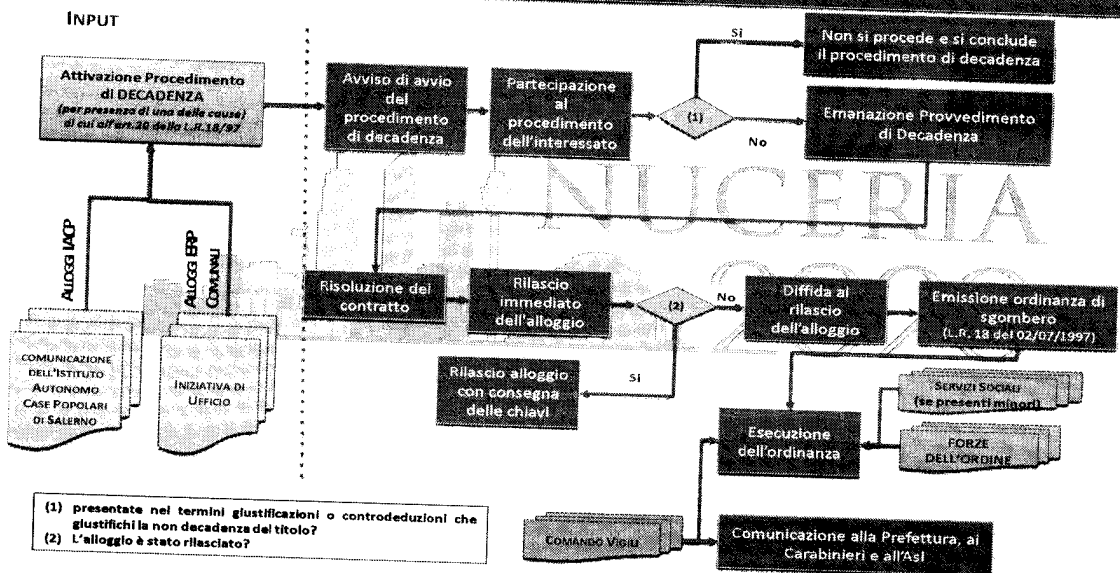 INPUT
Attivazione Procedimento
di DECADENZA
(per presenza di una delle cause)
di cui all'art.20 della L.R.18/97
Avviso di avvio
del
procedimento
di decadenza
Partecipazione
al
procedimento
dell'interessato
(1)
Si
Non si procede e si conclude
il procedimento di decadenza
No
Emanazione Provvedimento
di Decadenza
NUCERIA
ALLOGGI IACP
ALLOGGI ERP
COMUNALI
Risoluzione del
contratto
Rilascio
immediato
dell'alloggio
(2)
No
Diffida al
rilascio
dell'alloggio
Emissione ordinanza di
sgombero
(L.R. 18 del 02/07/1997)
Si
Rilascio alloggio
con consegna
delle chiavi
COMUNICAZIONE
DELL'ISTITUTO
AUTONOMO
CASE POPOLARI
DI SALERNO
INIZIATIVA DI
UFFICIO
SERVIZI SOCIALI
(se presenti minori)
Esecuzione
dell'ordinanza
FORZE
DELL'ORDINE
(1) presentate nei termini giustificazioni o controdeduzioni che
giustifichi la non decadenza del titolo?
(2) L'alloggio è stato rilasciato?
COMANDO VIGILI
Comunicazione alla Prefettura, ai
Carabinieri e all'Asl